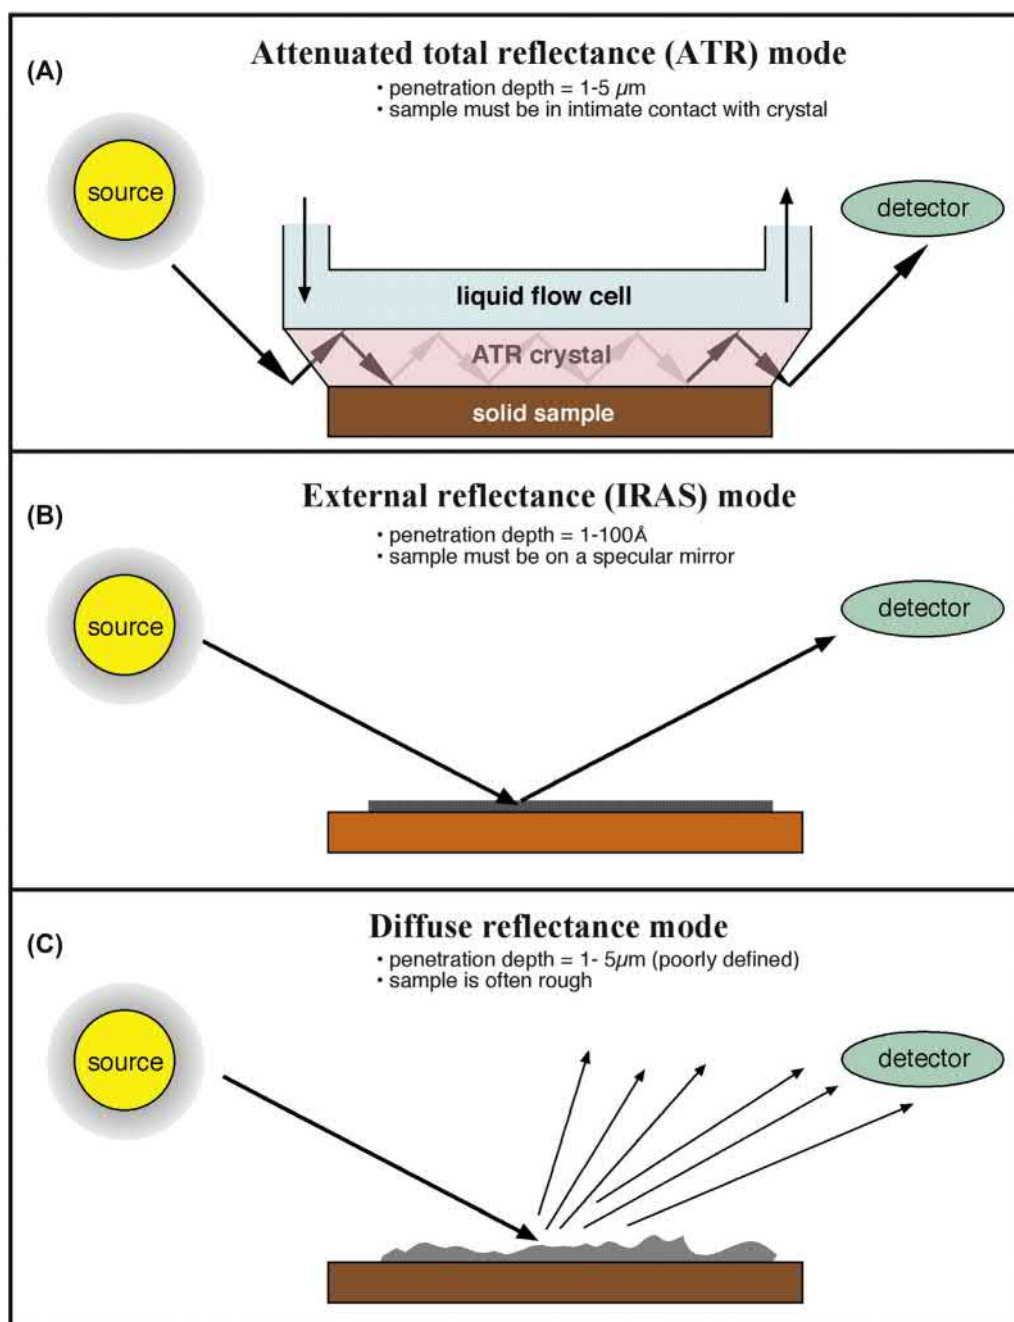 (A)
Attenuated total reflectance (ATR) mode
• penetration depth = 1-5 µm
• sample must be in intimate contact with crystal
source
detector
liquid flow cell
ATR crystal
solid sample
(B)
External reflectance (IRAS) mode
• penetration depth = 1-100Å
• sample must be on a specular mirror
source
detector
(C)
Diffuse reflectance mode
• penetration depth = 1- 5µm (poorly defined)
• sample is often rough
source
detector